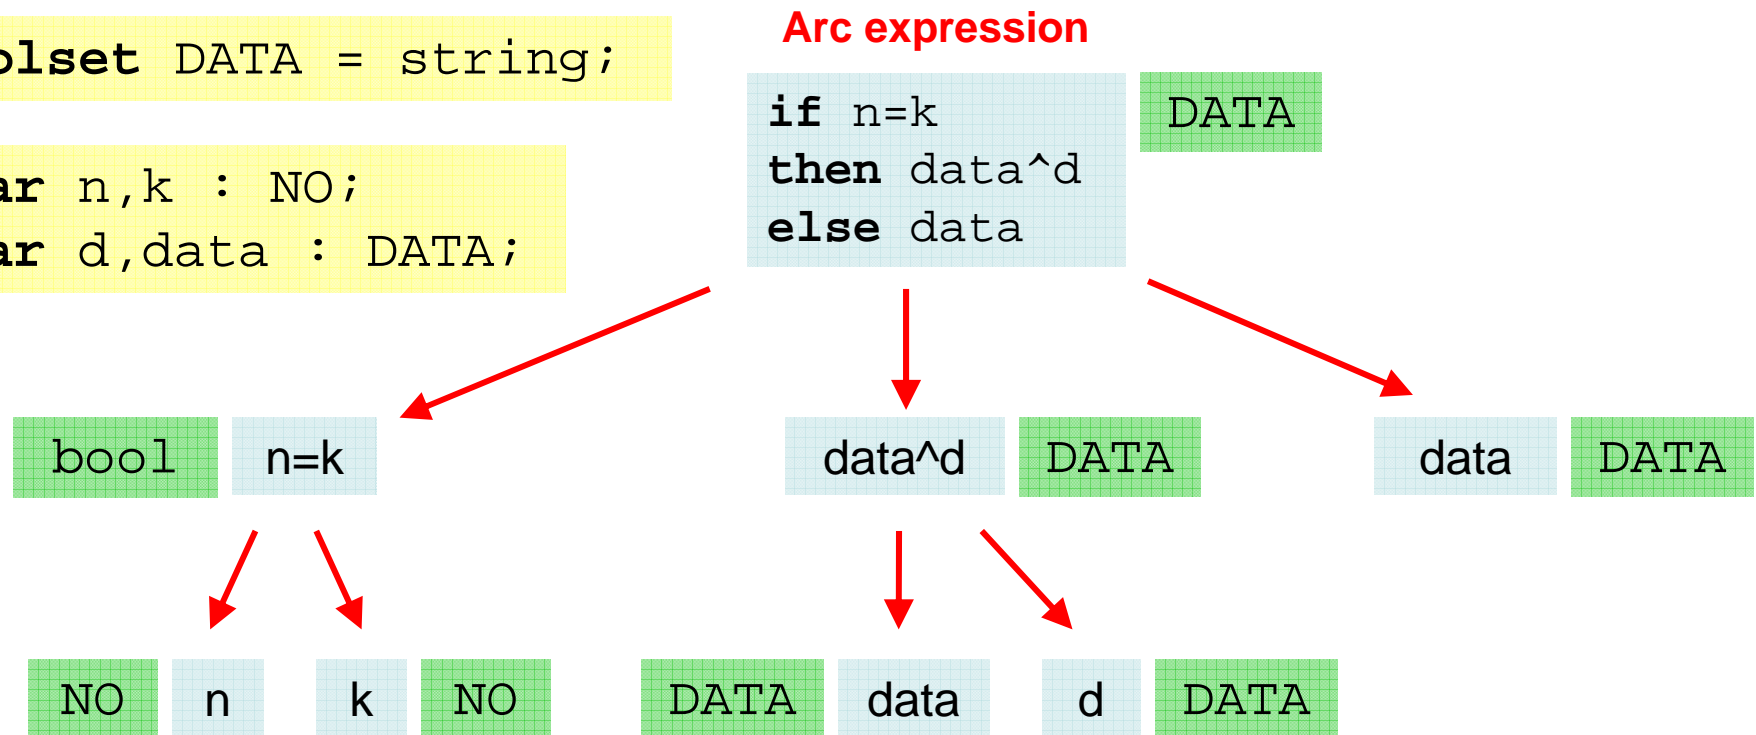 Arc expression
olset DATA = string;
ar n,k : NO;
ar d,data : DATA;
if n=k
then data^d
else data
DATA
bool n=k
data^d DATA
data DATA
NO n
k NO
DATA data
d DATA